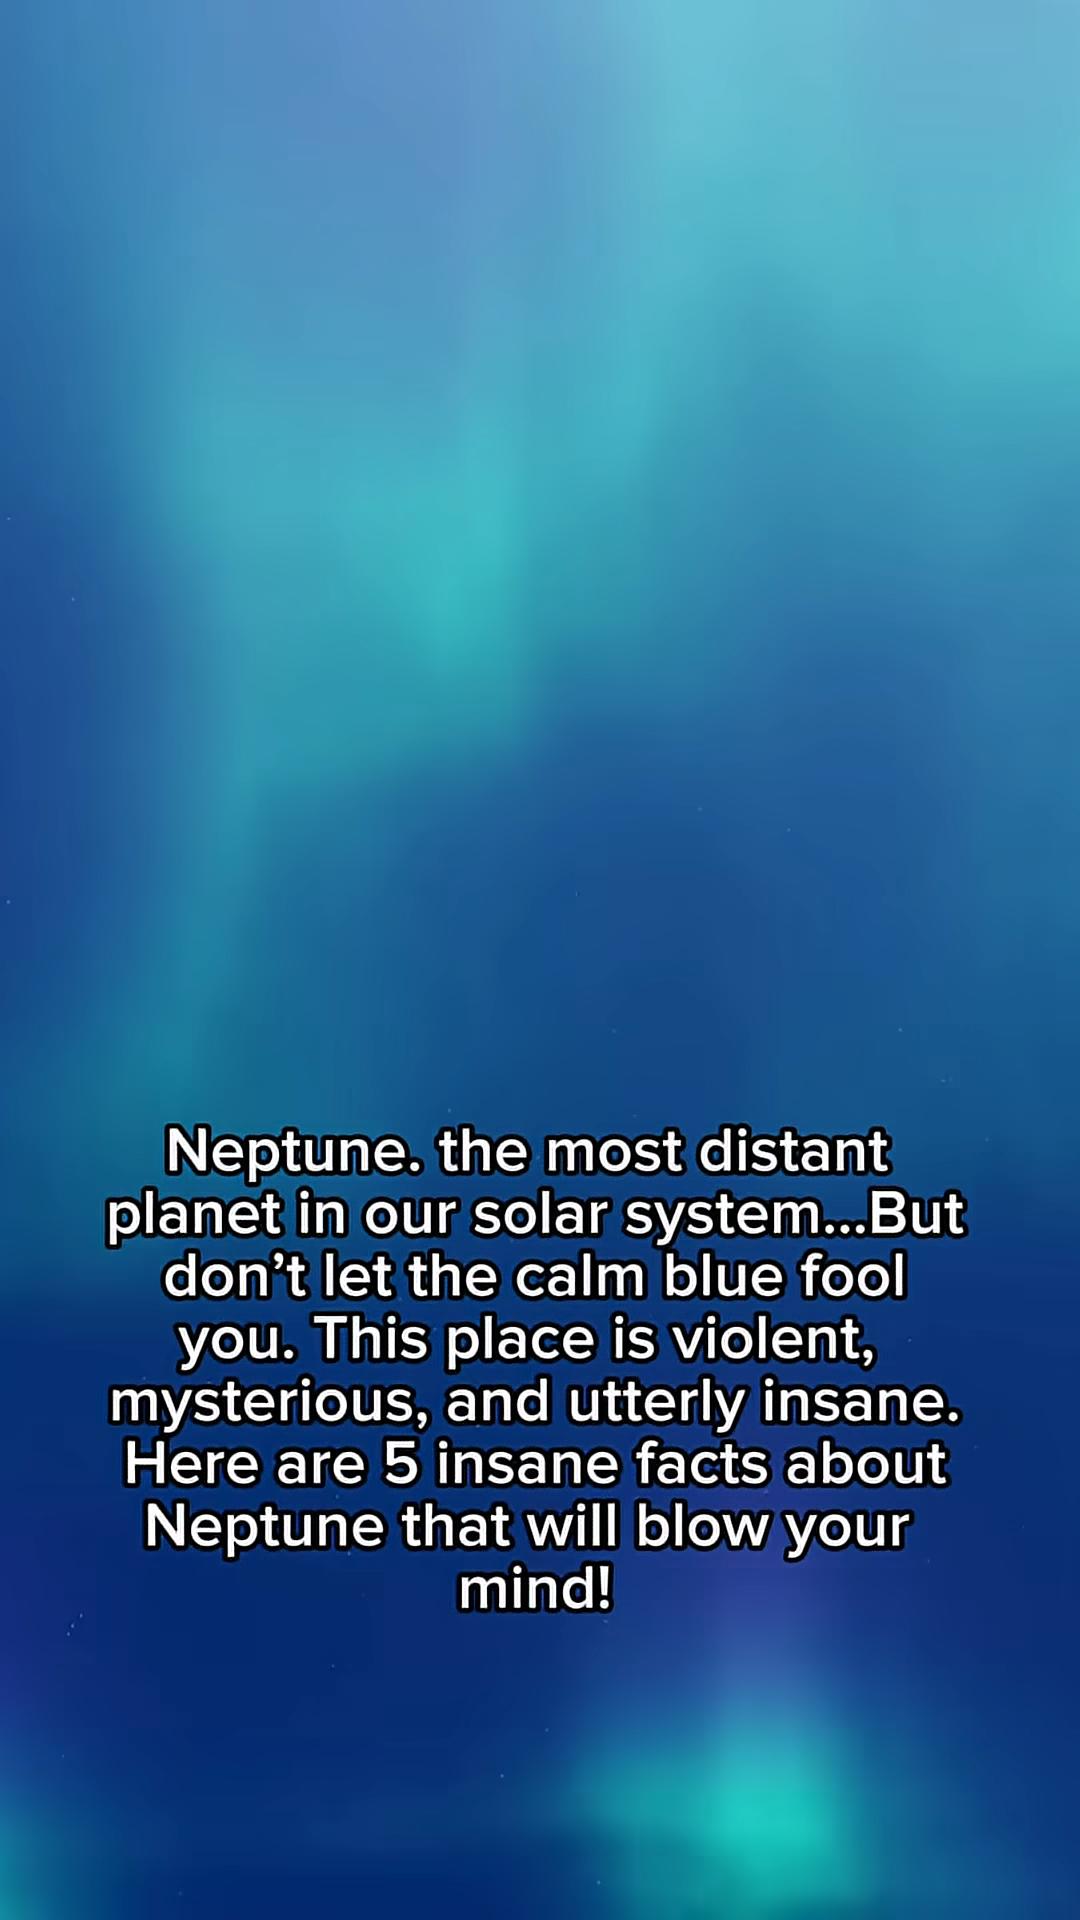 Neptune. the most distant
planet in our solar system...But
don’t let the calm blue fool
you. This place is violent,
mysterious, and utterly insane.
Here are 5 insane facts about
Neptune that will blow your
mind!